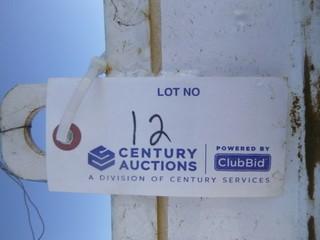 LOT NO
12
CENTURY
AUCTIONS
POWERED BY
ClubBid
A DIVISION OF CENTURY SERVICES